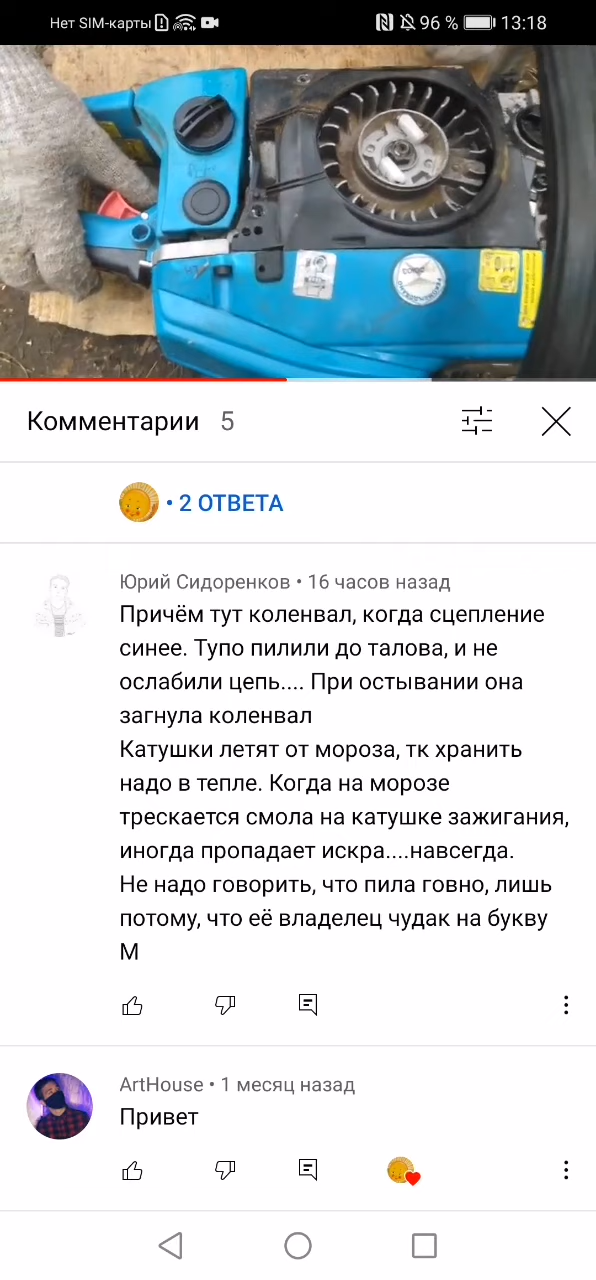 Нет SIM-карты 96 % 13:18
Комментарии 5
• 2 ОТВЕТА
Юрий Сидоренков • 16 часов назад
Причём тут коленвал, когда сцепление
синее. Тупо пилили до талова, и не
ослабили цепь.... При остывании она
загнула коленвал
Катушки летят от мороза, тк хранить
надо в тепле. Когда на морозе
трескается смола на катушке зажигания,
иногда пропадает искра....навсегда.
Не надо говорить, что пила говно, лишь
потому, что её владелец чудак на букву
М
ArtHouse • 1 месяц назад
Привет